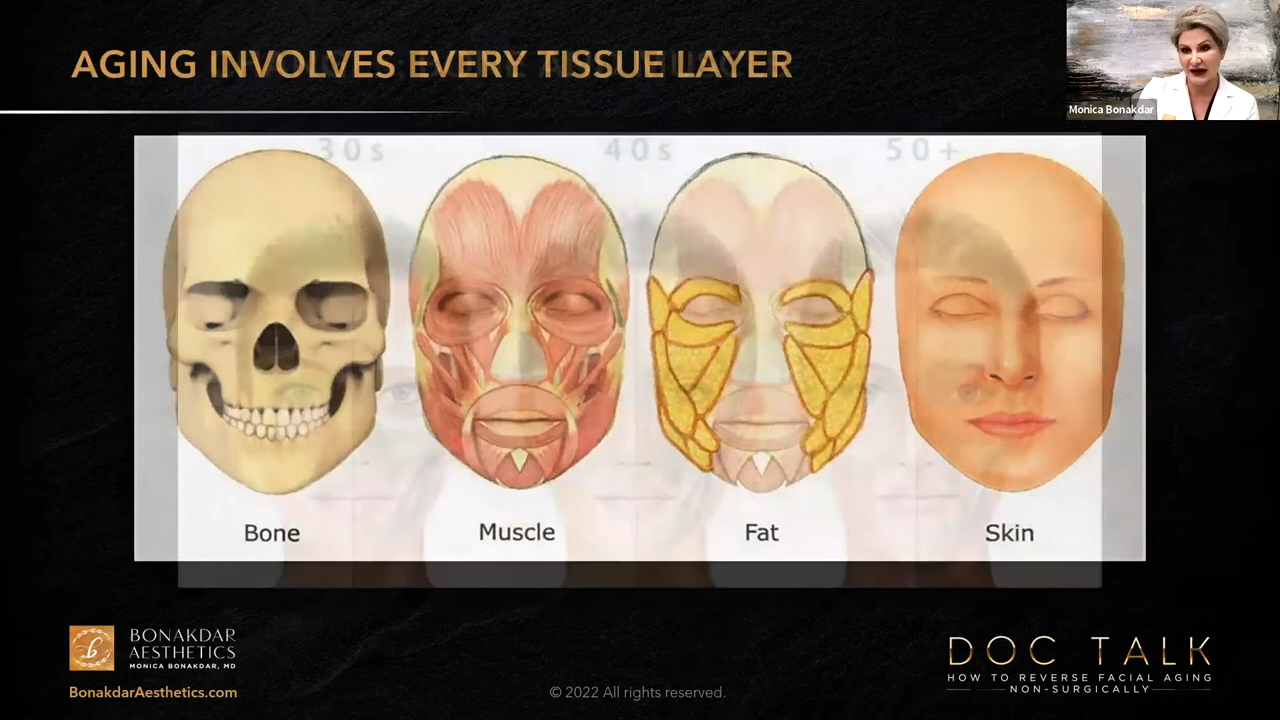 AGING INVOLVES EVERY TISSUE LAYER
Monica Bonakdar
30s 40s 50+
Bone Muscle Fat Skin
BONAKDAR
AESTHETICS
MONICA BONAKDAR, MD
BonakdarAesthetics.com
© 2022 All rights reserved.
DOC TALK
HOW TO REVERSE FACIAL AGING
NON-SURGICALLY